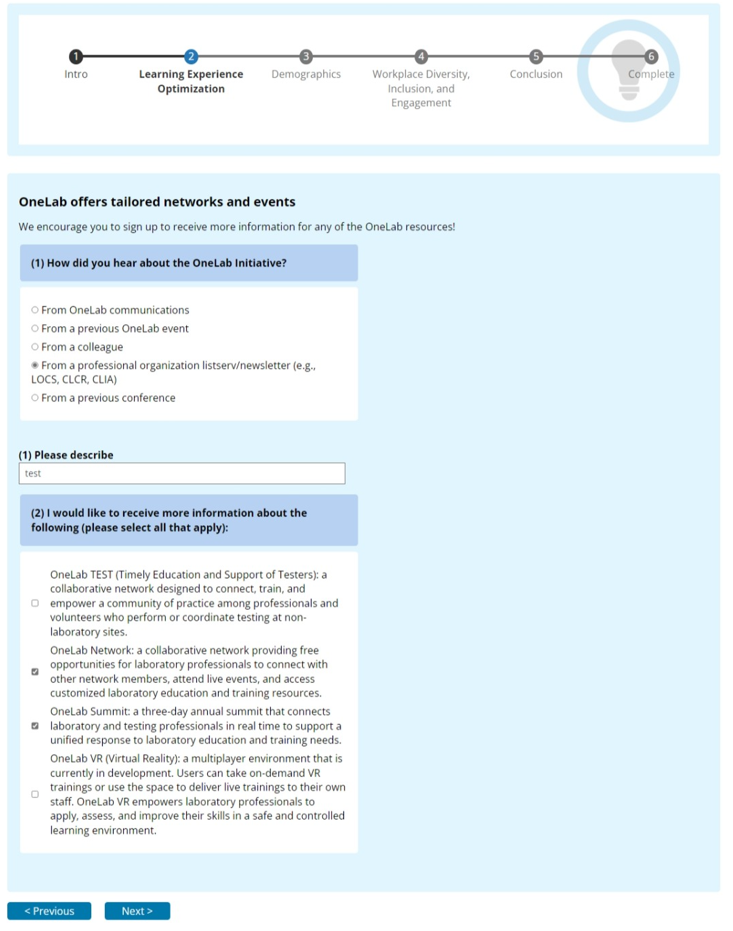 1
2
3
4
5
6
Intro
Learning Experience
Optimization
Demographics
Workplace Diversity,
Inclusion, and
Engagement
Conclusion
Complete
OneLab offers tailored networks and events
We encourage you to sign up to receive more information for any of the OneLab resources!
(1) How did you hear about the OneLab Initiative?
From OneLab communications
From a previous OneLab event
From a colleague
From a professional organization listserv/newsletter (e.g.,
LOCS, CLCR, CLIA)
From a previous conference
(1) Please describe
test
(2) I would like to receive more information about the
following (please select all that apply):
OneLab TEST (Timely Education and Support of Testers): a
collaborative network designed to connect, train, and
empower a community of practice among professionals and
volunteers who perform or coordinate testing at non-
laboratory sites.
OneLab Network: a collaborative network providing free
opportunities for laboratory professionals to connect with
other network members, attend live events, and access
customized laboratory education and training resources.
OneLab Summit: a three-day annual summit that connects
laboratory and testing professionals in real time to support a
unified response to laboratory education and training needs.
OneLab VR (Virtual Reality): a multiplayer environment that is
currently in development. Users can take on-demand VR
trainings or use the space to deliver live trainings to their own
staff. OneLab VR empowers laboratory professionals to
apply, assess, and improve their skills in a safe and controlled
learning environment.
< Previous
Next >